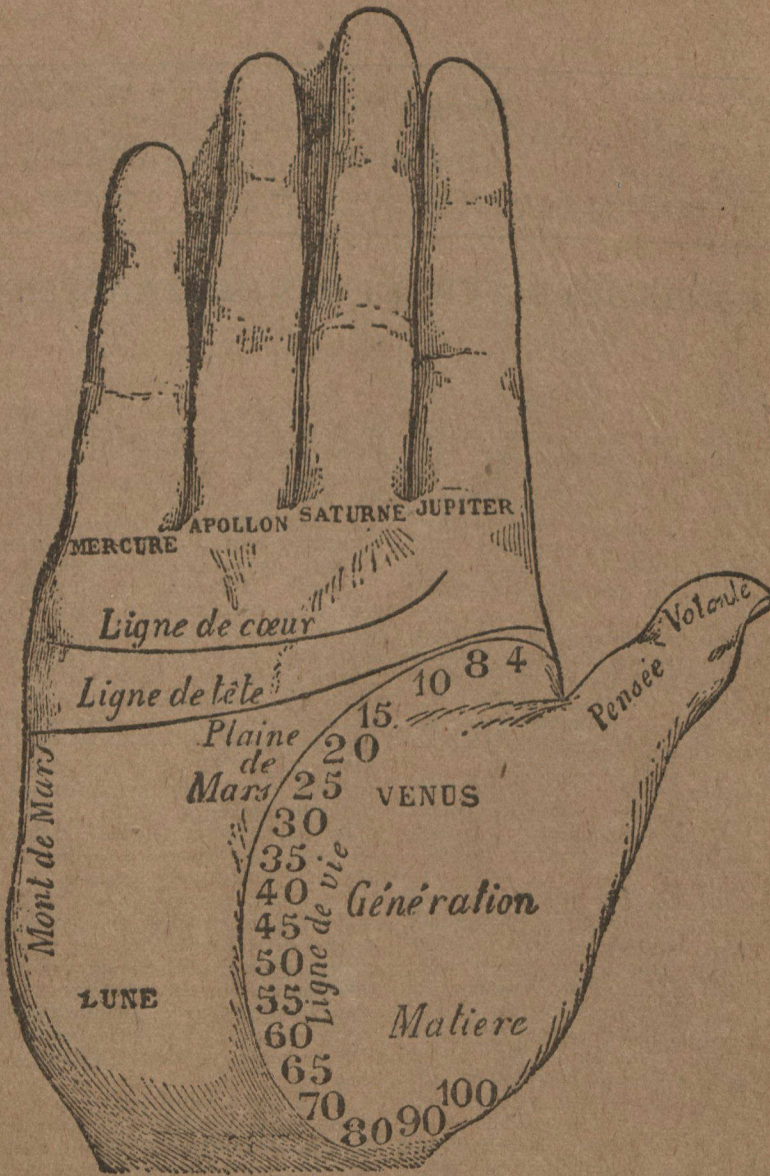 MERCURE
APOLLON
SATURNE
JUPITER
Ligne de cœur
Ligne de tête
Volonte
Pensée
4
8
10
15
20
25
30
35
40
45
50
55
60
65
70
80
90
100
Plaine
de
Mars
VENUS
Mont de Mars
Ligne de vie
Génération
LUNE
Matiere